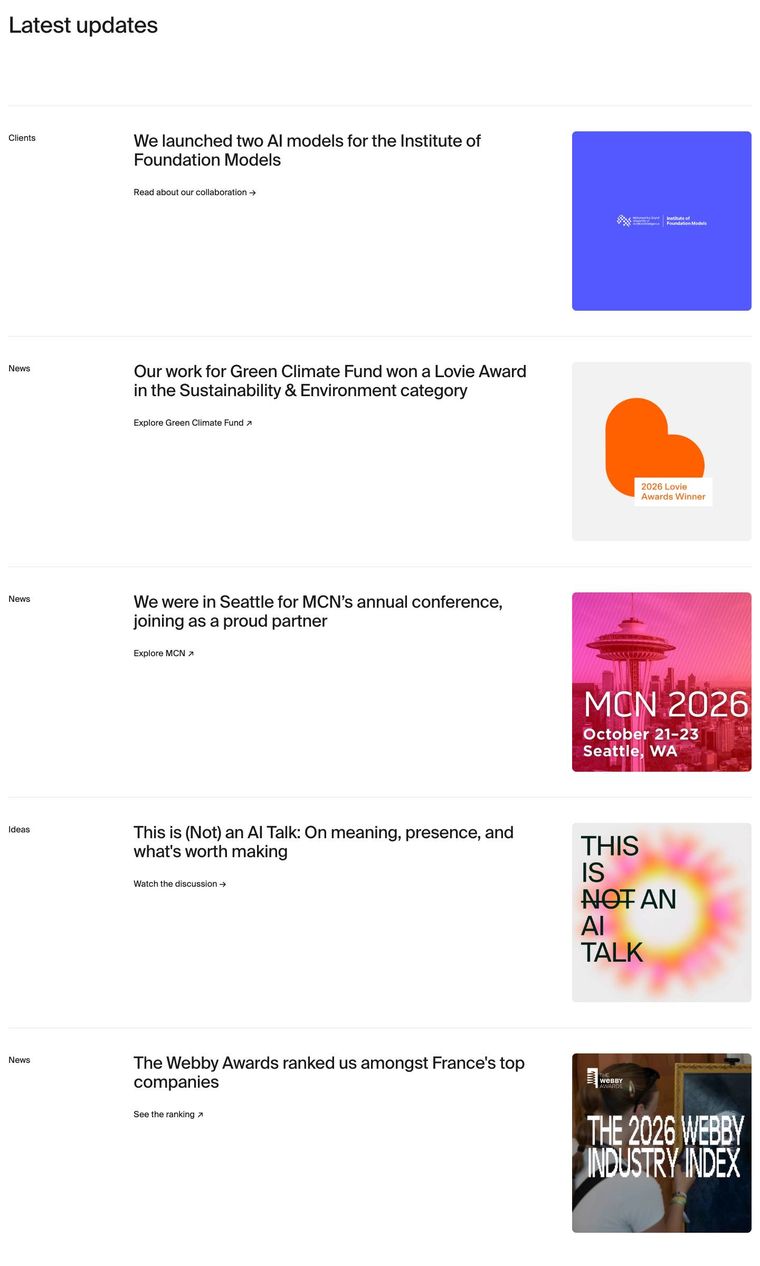 Latest updates
Clients
We launched two AI models for the Institute of
Foundation Models
Read about our collaboration →
Institute of
Foundation Models
News
Our work for Green Climate Fund won a Lovie Award
in the Sustainability & Environment category
Explore Green Climate Fund ↗
2026 Lovie
Awards Winner
News
We were in Seattle for MCN’s annual conference,
joining as a proud partner
Explore MCN ↗
MCN 2026
October 21–23
Seattle, WA
Ideas
This is (Not) an AI Talk: On meaning, presence, and
what's worth making
Watch the discussion →
THIS
IS
NOT AN
AI
TALK
News
The Webby Awards ranked us amongst France's top
companies
See the ranking ↗
THE
WEBBY
AWARDS
THE 2026 WEBBY
INDUSTRY INDEX